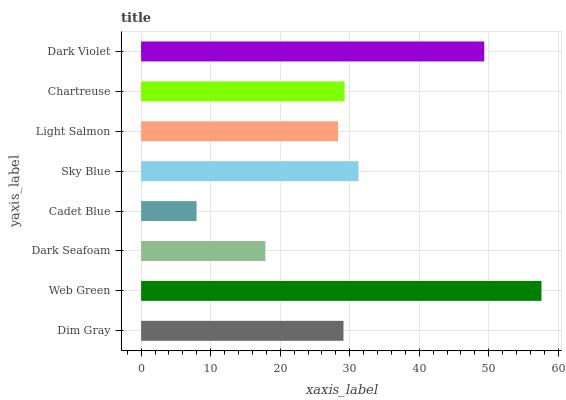 title
yaxis_label
Dark Violet
Chartreuse
Light Salmon
Sky Blue
Cadet Blue
Dark Seafoam
Web Green
Dim Gray
0 10 20 30 40 50 60
xaxis_label